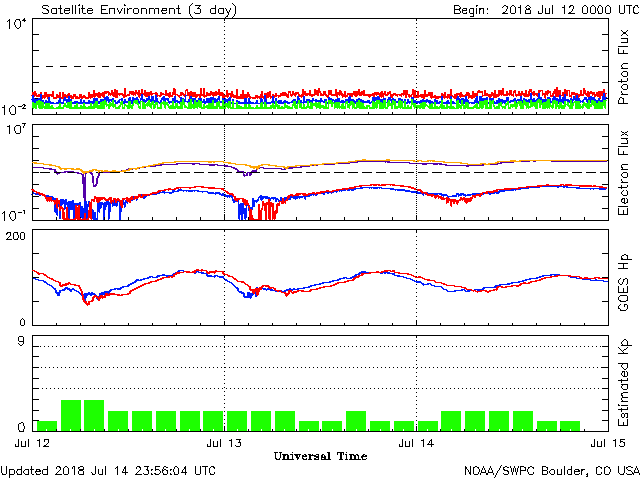 Satellite Environment (3 day)
Begin: 2018 Jul 12 0000 UTC
10⁴
10⁻²
Proton Flux
10⁷
10⁻¹
Electron Flux
200
0
GOES Hp
9
0
Estimated Kp
Jul 12 Jul 13 Jul 14 Jul 15
Universal Time
Updated 2018 Jul 14 23:56:04 UTC
NOAA/SWPC Boulder, CO USA